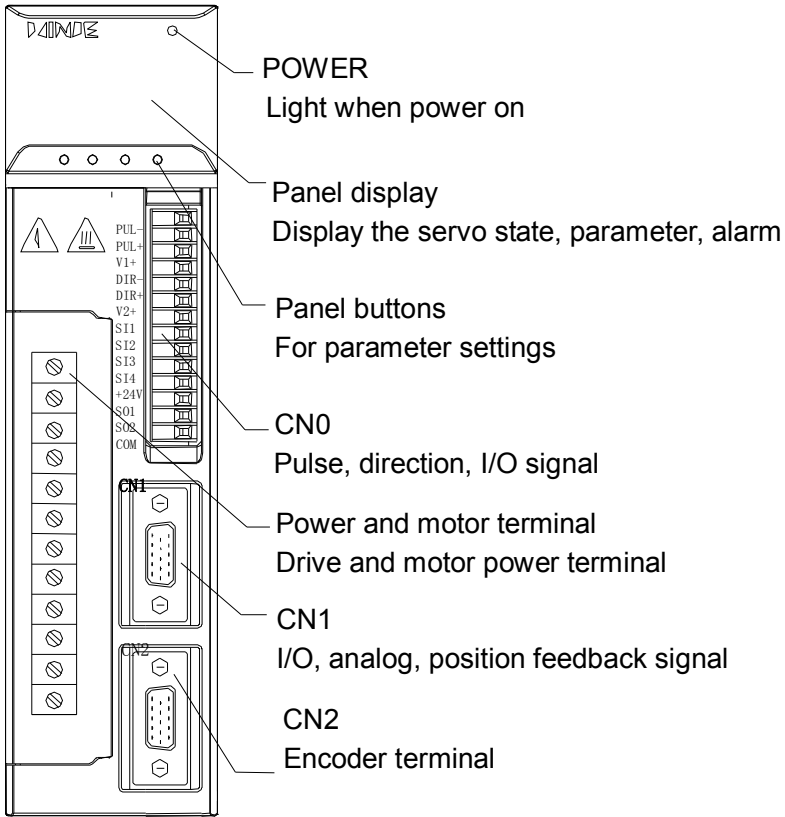 POWER
Light when power on
Panel display
Display the servo state, parameter, alarm
PUL-
PUL+
V1+
DIR-
DIR+
V2+
SI1
SI2
SI3
SI4
+24V
SO1
SO2
COM
Panel buttons
For parameter settings
CN0
Pulse, direction, I/O signal
CN1
Power and motor terminal
Drive and motor power terminal
CN1
I/O, analog, position feedback signal
CN2
CN2
Encoder terminal